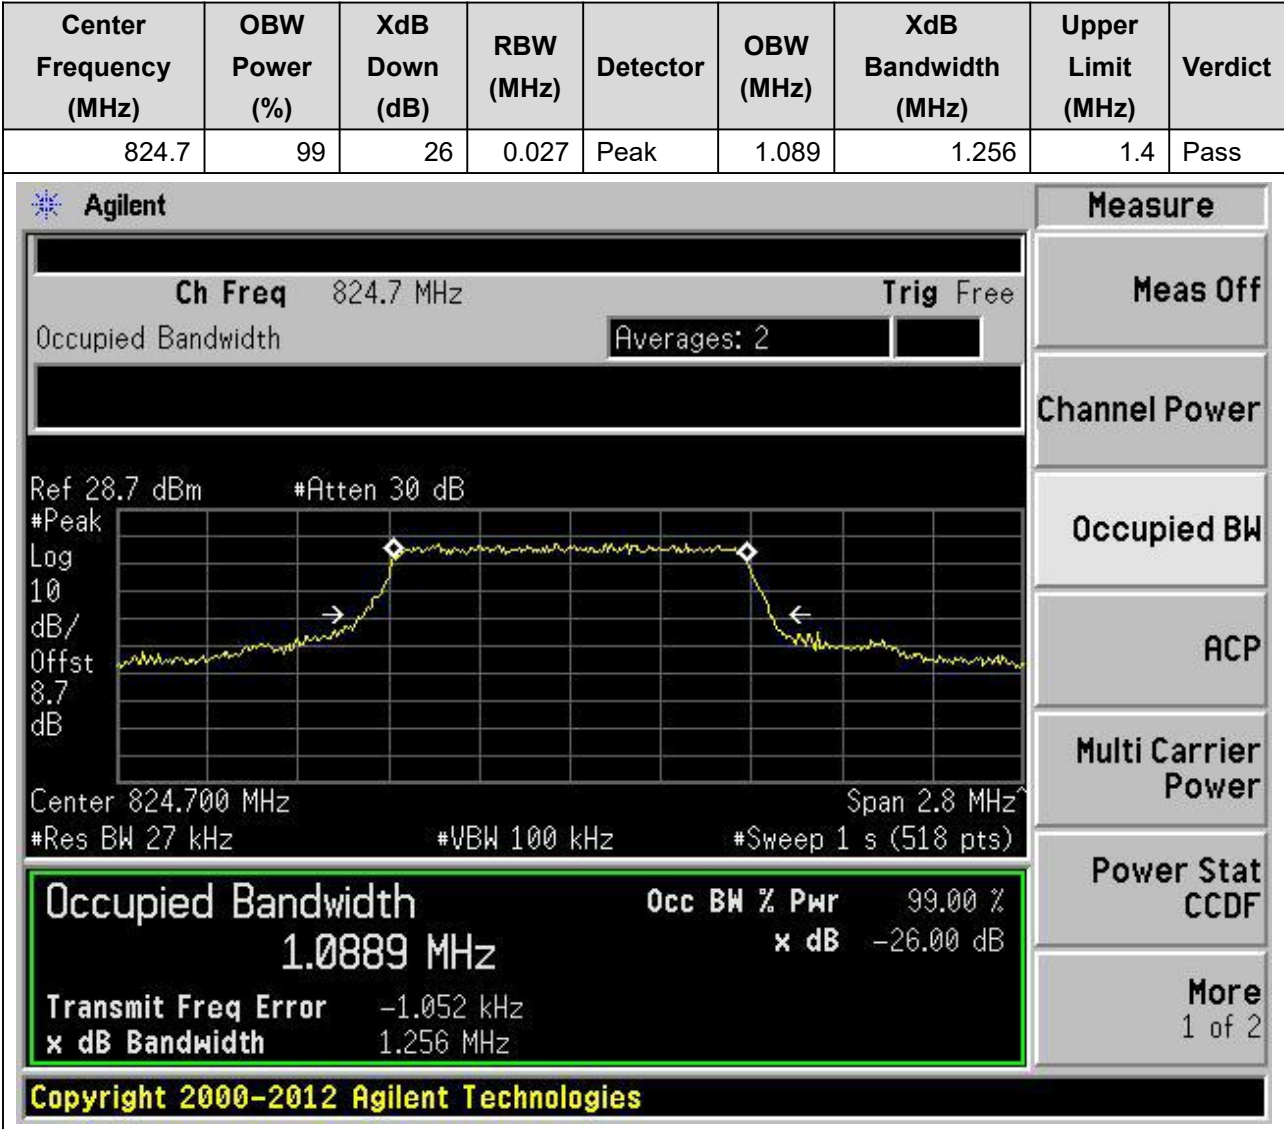 Center Frequency (MHz) OBW Power (%) XdB Down (dB) RBW (MHz) Detector OBW (MHz) XdB Bandwidth (MHz) Upper Limit (MHz) Verdict
824.7 99 26 0.027 Peak 1.089 1.256 1.4 Pass
Agilent
Measure
Ch Freq 824.7 MHz Trig Free
Occupied Bandwidth Averages: 2
Meas Off
Channel Power
Occupied BW
ACP
Multi Carrier
Power
Power Stat
CCDF
More
1 of 2
Ref 28.7 dBm #Atten 30 dB
#Peak
Log
10
dB/
Offst
8.7
dB
Center 824.700 MHz Span 2.8 MHz^
#Res BW 27 kHz #VBW 100 kHz #Sweep 1 s (518 pts)
Occupied Bandwidth Occ BW % Pwr 99.00 %
1.0889 MHz x dB -26.00 dB
Transmit Freq Error -1.052 kHz
x dB Bandwidth 1.256 MHz
Copyright 2000-2012 Agilent Technologies